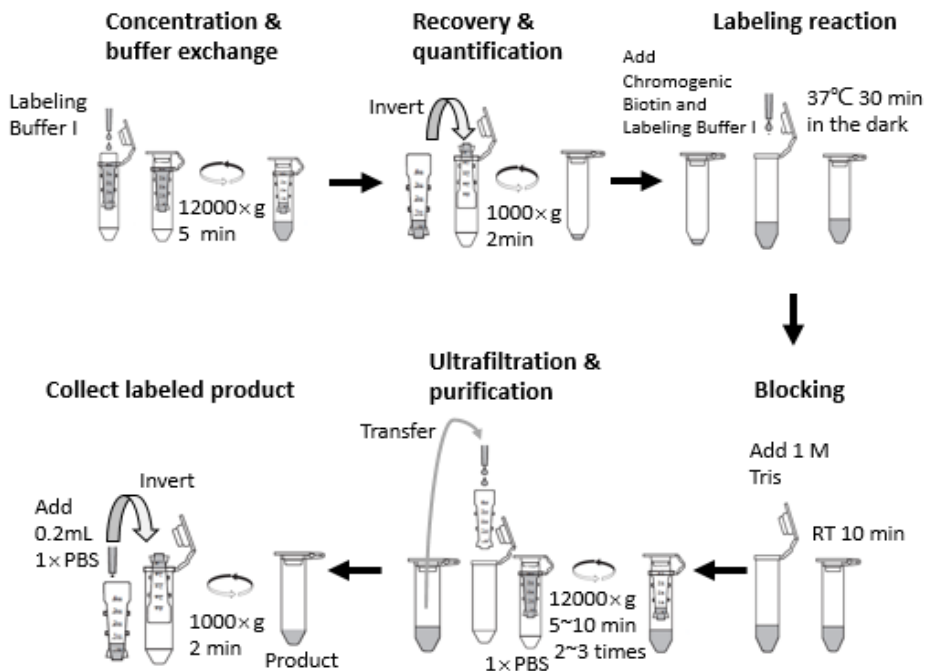 Concentration &
buffer exchange
Labeling
Buffer I
12000×g
5 min
Recovery &
quantification
Invert
1000×g
2min
Labeling reaction
Add
Chromogenic
Biotin and
Labeling Buffer I
37℃ 30 min
in the dark
Blocking
Add 1 M
Tris
RT 10 min
Ultrafiltration &
purification
Transfer
12000×g
5~10 min
2~3 times
1×PBS
Collect labeled product
Invert
Add
0.2mL
1×PBS
1000×g
2 min
Product